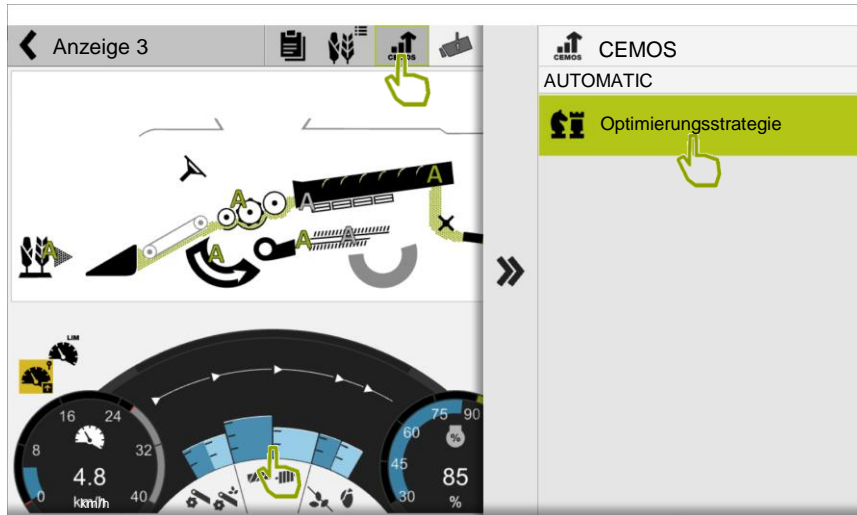 Anzeige 3
CEMOS
CEMOS
CEMOS
AUTOMATIC
Optimierungsstrategie
A
A
A
A
A
A
A
LIM
?
16
24
8
32
4.8
0
km/h
40
75
90
60
%
45
85
30
%